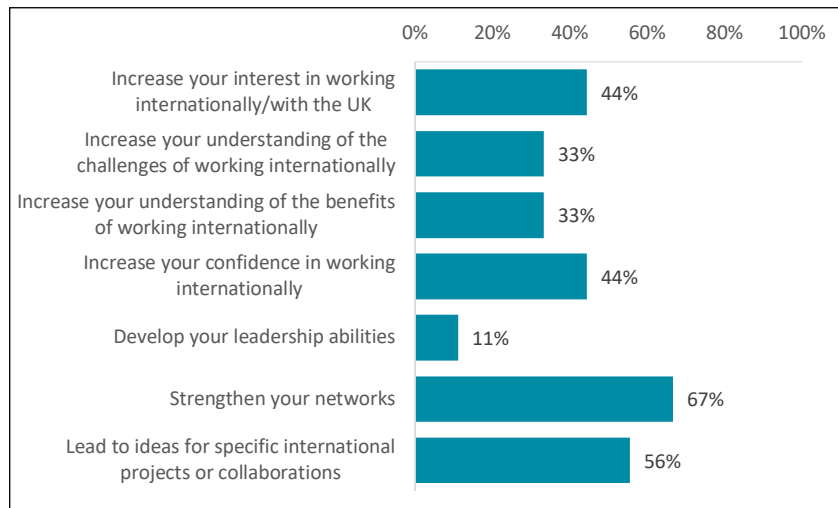 0% 20% 40% 60% 80% 100%
Increase your interest in working
internationally/with the UK
44%
Increase your understanding of the
challenges of working internationally
33%
Increase your understanding of the benefits
of working internationally
33%
Increase your confidence in working
internationally
44%
Develop your leadership abilities
11%
Strengthen your networks
67%
Lead to ideas for specific international
projects or collaborations
56%